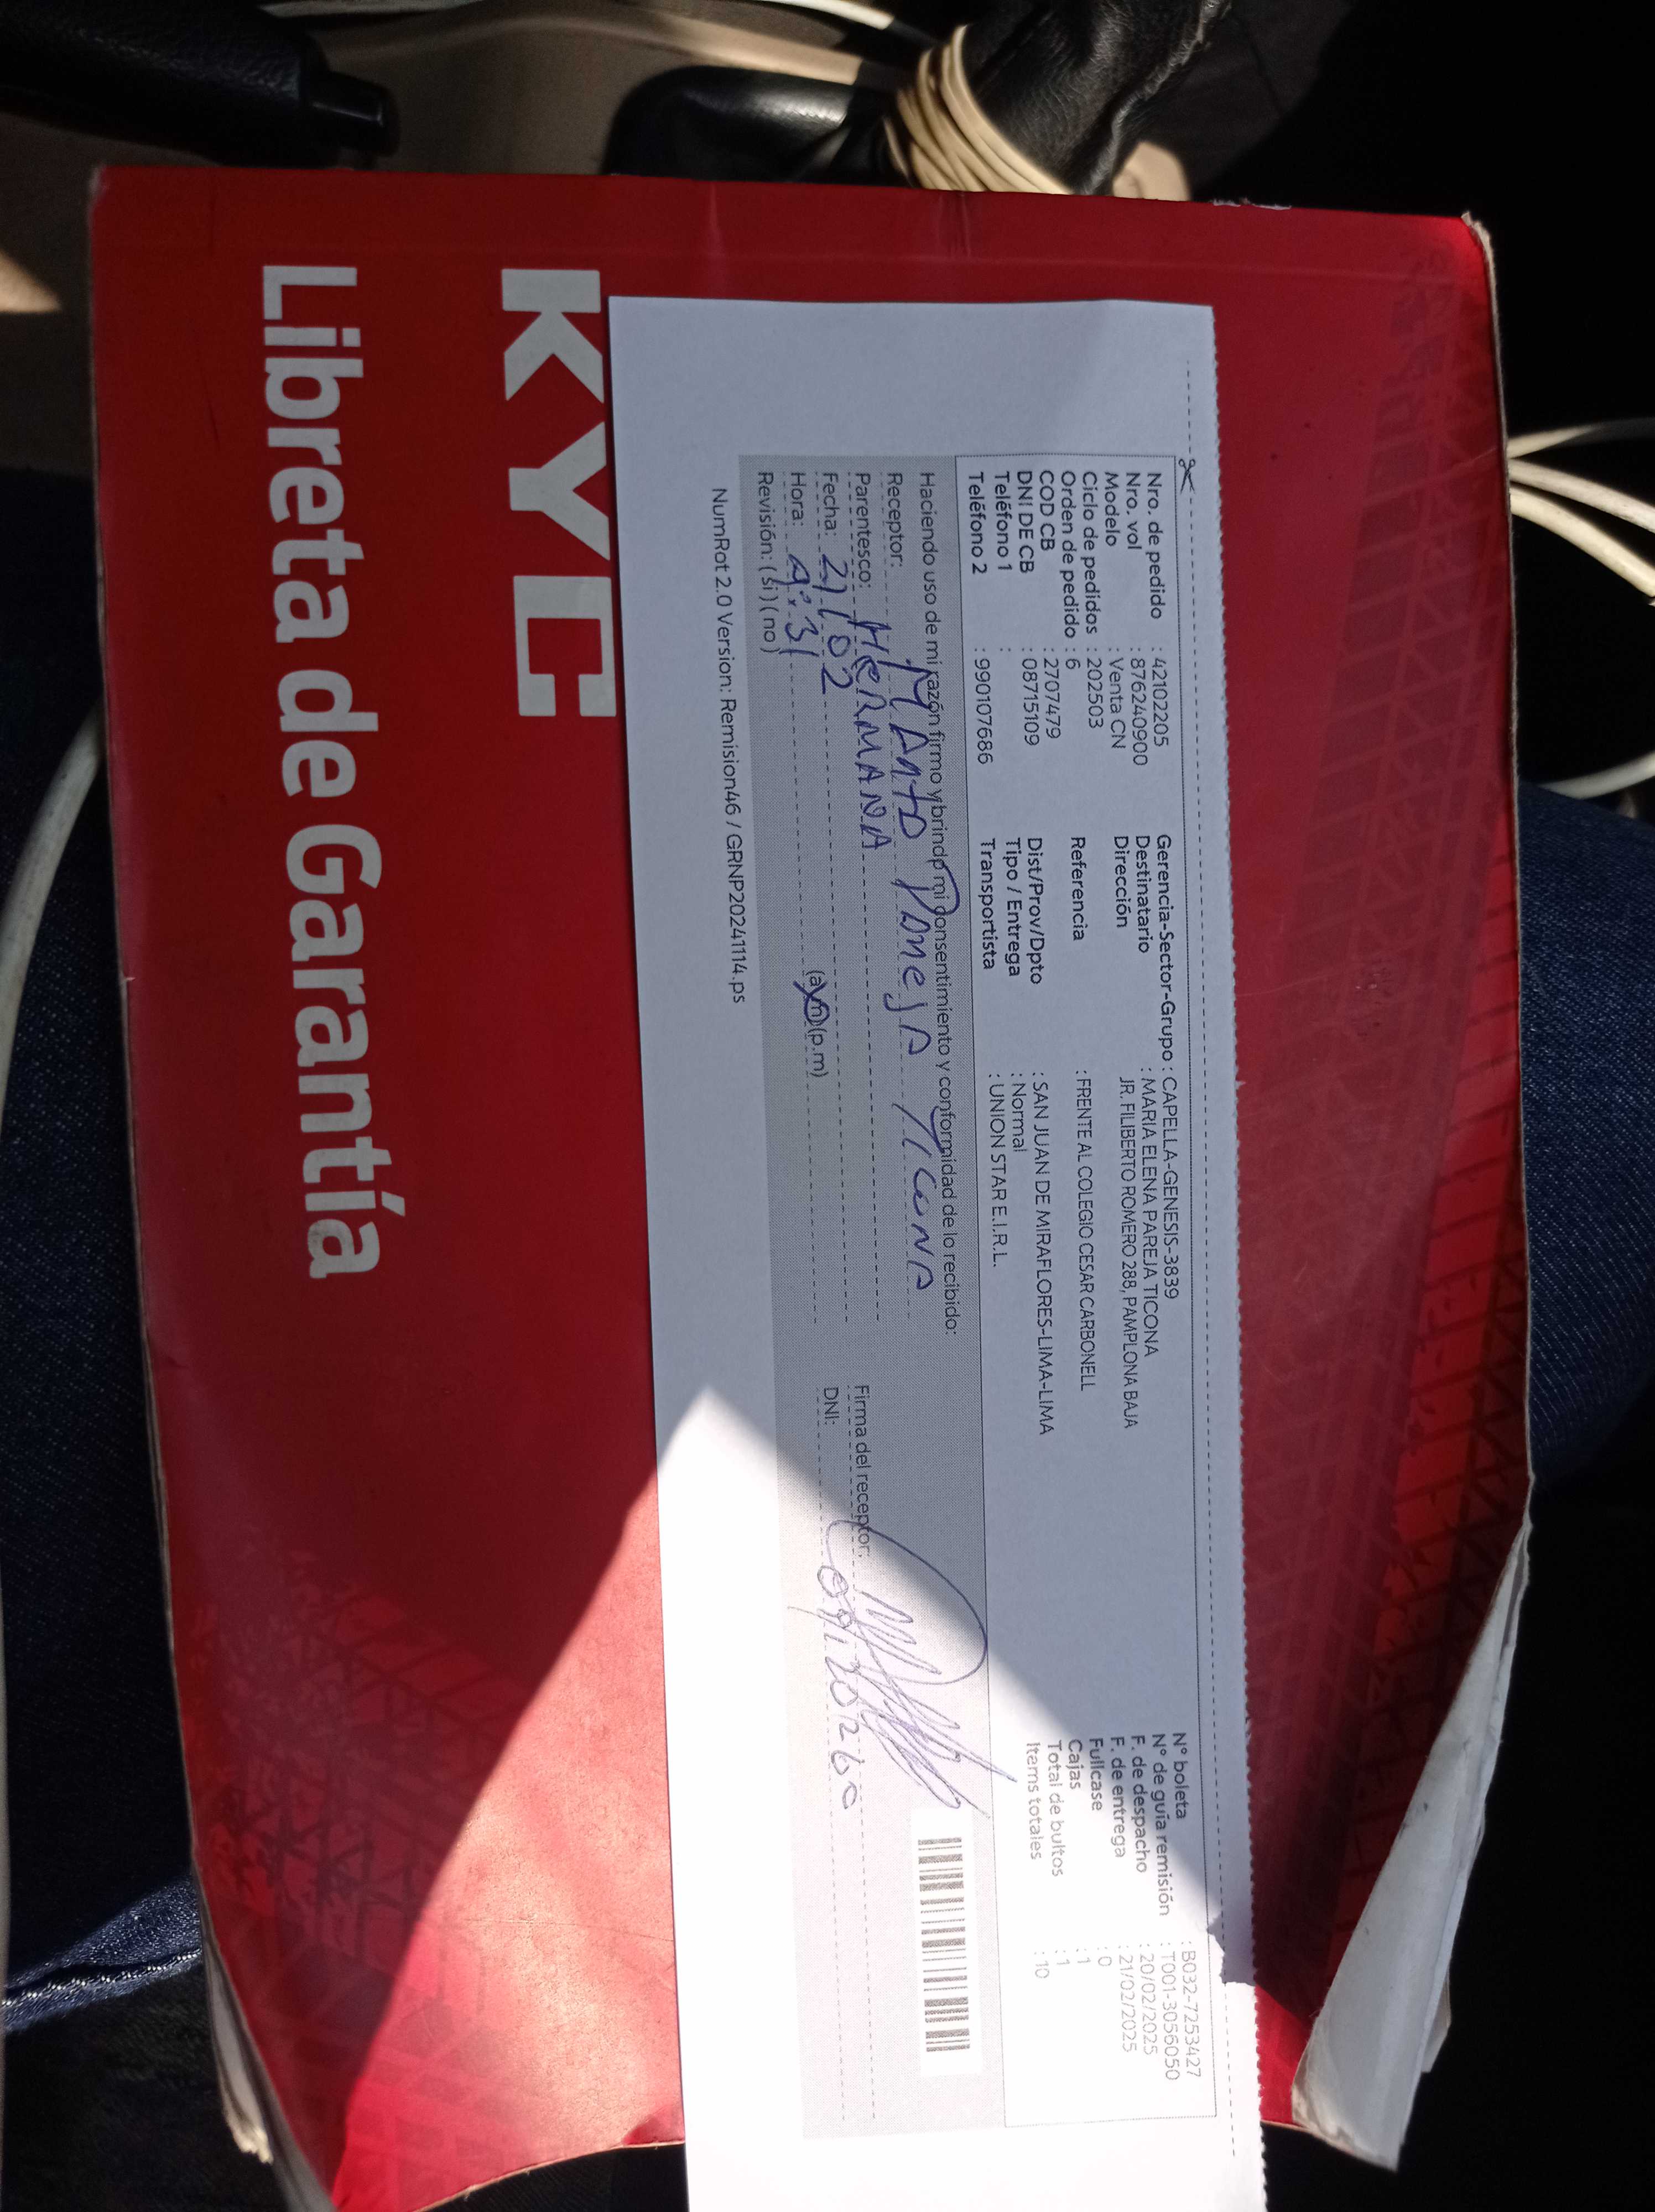 Nro. de pedido : 42102205
Nro. vol : 876240900
Modelo : Venta CN
Ciclo de pedidos : 202503
Orden de pedido : 6
COD CB : 2707479
DNI DE CB : 08715109
Teléfono 1 :
Teléfono 2 : 990107686
Gerencia-Sector-Grupo : CAPELLA-GENESIS-3839
Destinatario : MARIA ELENA PAREJA TICONA
Dirección JR. FILIBERTO ROMERO 288, PAMPLONA BAJA
Referencia : FRENTE AL COLEGIO CESAR CARBONELL
Dist/Prov/Dpto : SAN JUAN DE MIRAFLORES-LIMA-LIMA
Tipo / Entrega : Normal
Transportista : UNION STAR E.I.R.L.
N° boleta : B032-7253427
N° de guía remisión : T001-3056050
F. de despacho : 20/02/2025
F. de entrega : 21/02/2025
Fullcase : 0
Cajas : 1
Total de bultos : 1
Items totales : 10
Haciendo uso de mi razón firmo y brindo mi consentimiento y conformidad de lo recibido:
Receptor:
Parentesco: HERMANA
Fecha: 21/02
Hora: (a.m)(p.m)
Revisión: ( si ) ( no )
Firma del receptor:
DNI:
NumRot 2.0 Version: Remision46 / GRNP20241114.ps
KYC
Libreta de Garantía